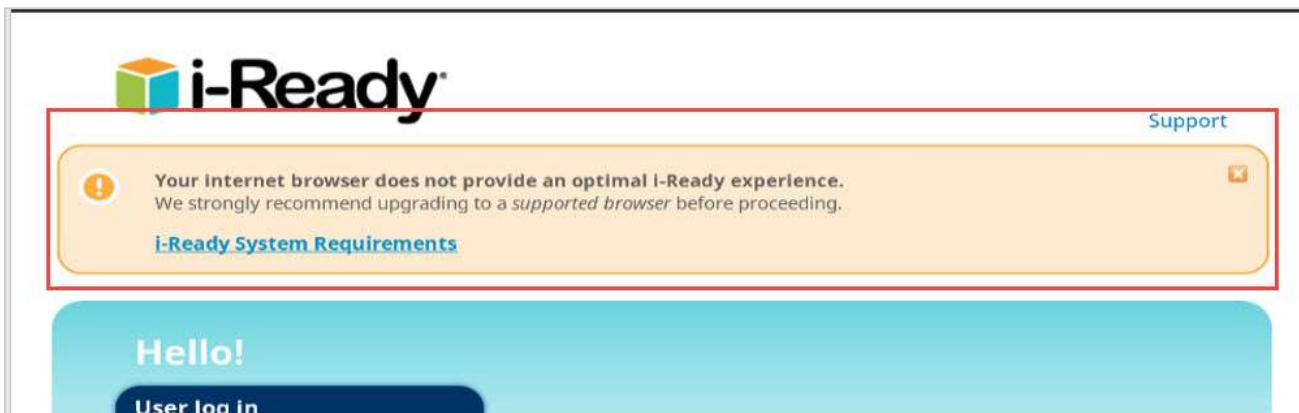 i-Ready
Support
Your internet browser does not provide an optimal i-Ready experience.
We strongly recommend upgrading to a supported browser before proceeding.
i-Ready System Requirements
Hello!
User log in